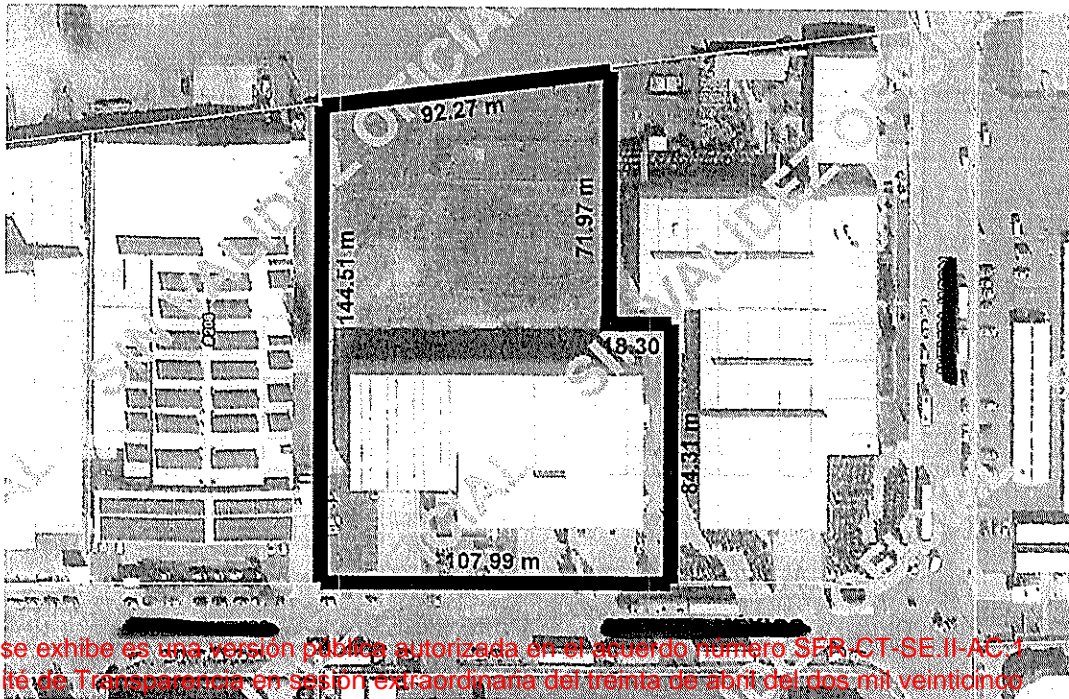 92.27 m
71.97 m
144.51 m
18.30
84.31 m
107.99 m
se exhibe es una versión pública autorizada en el acuerdo número SFR-CT-SE.II-AC.1
ité de Transparencia en sesión extraordinaria del treinta de abril del dos mil veinticinco